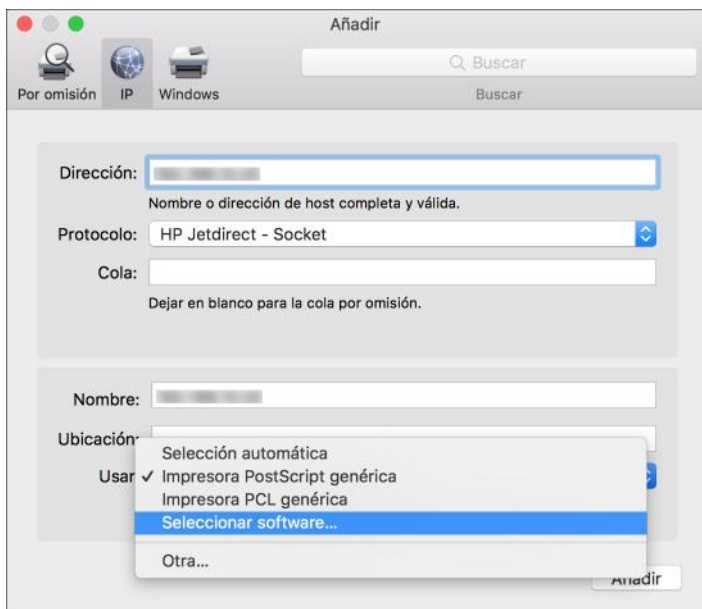 Añadir
Por omisión IP Windows
Buscar
Buscar
Dirección:
Nombre o dirección de host completa y válida.
Protocolo: HP Jetdirect - Socket
Cola:
Dejar en blanco para la cola por omisión.
Nombre:
Ubicación:
Selección automática
Usar ✓ Impresora PostScript genérica
Impresora PCL genérica
Seleccionar software...
Otra...
Añadir